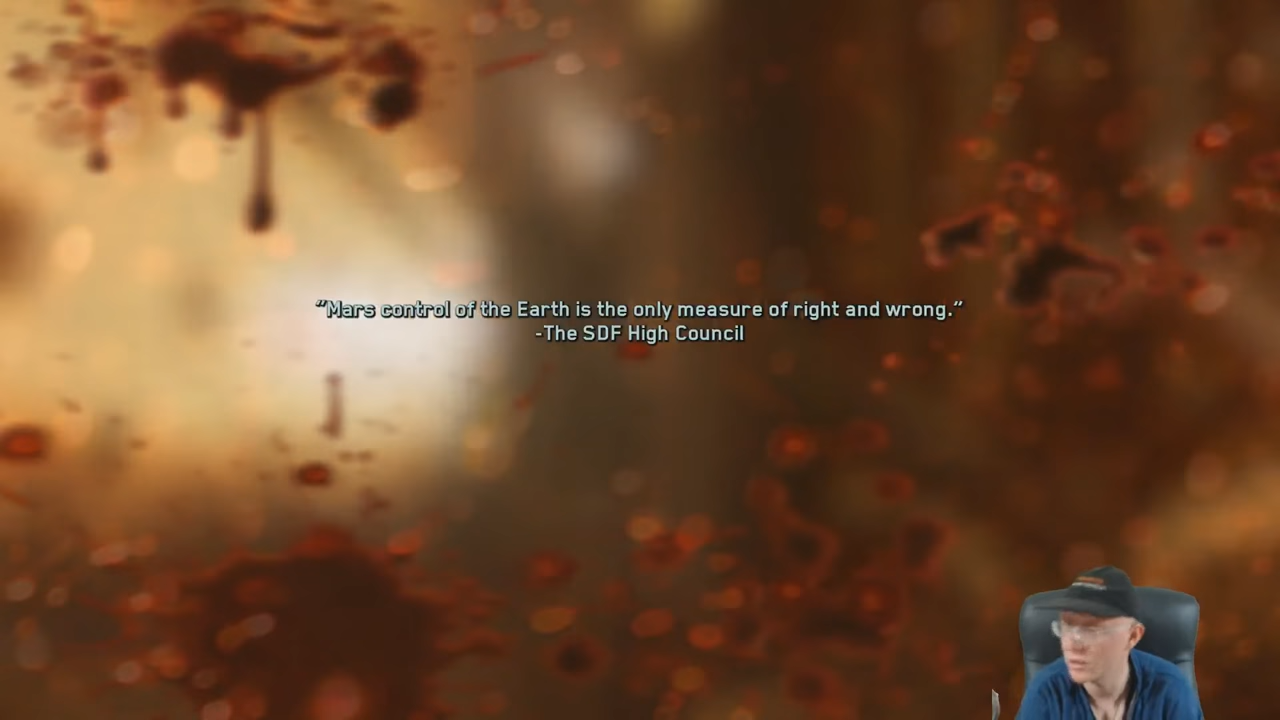 "Mars control of the Earth is the only measure of right and wrong."
-The SDF High Council